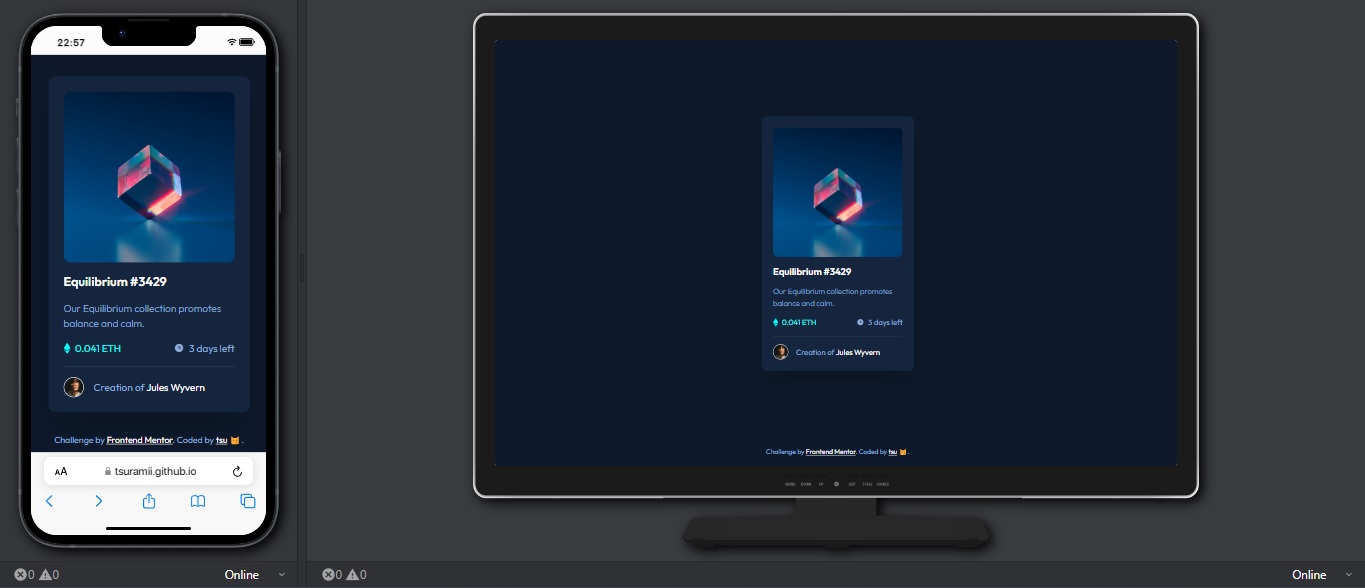 22:57
Equilibrium #3429
Our Equilibrium collection promotes
balance and calm.
0.041 ETH
3 days left
Creation of Jules Wyvern
Challenge by Frontend Mentor. Coded by tsu 🐱 .
AA
tsuramii.github.io
0
0
Online
Equilibrium #3429
Our Equilibrium collection promotes
balance and calm.
0.041 ETH
3 days left
Creation of Jules Wyvern
Challenge by Frontend Mentor. Coded by tsu 🐱 .
0
0
Online